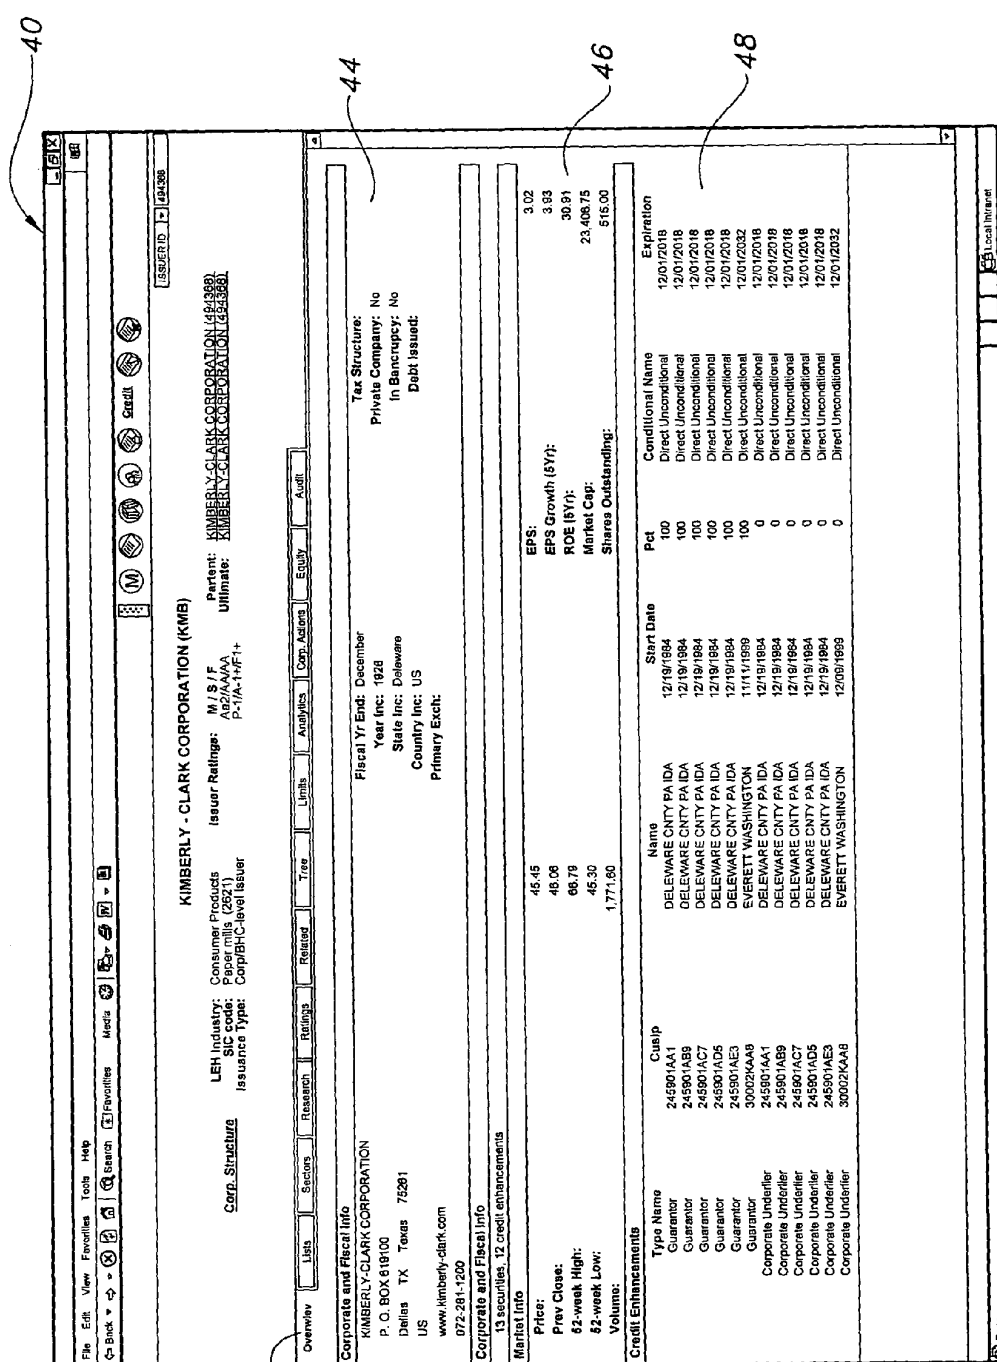 40
File Edit View Favorites Tools Help
Back Search Favorites Media
M Credit
ISSUER ID 494368
KIMBERLY - CLARK CORPORATION (KMB)
Corp. Structure
LEH Industry: Consumer Products
SIC code: Paper mills (2621)
Issuance Type: Corp/BHC-level Issuer
Issuer Ratings: M / S / F
Aa2/AA/AA
P-1/A-1+/F1+
Partent: KIMBERLY-CLARK CORPORATION (494368)
Ultimate: KIMBERLY-CLARK CORPORATION (494368)
Overwiev Lists Sectors Research Ratings Related Tree Limits Analytics Corp. Actions Equity Audit
44
Corporate and Fiscal Info
KIMBERLY-CLARK CORPORATION
P. O. BOX 619100
Dallas TX Texas 75261
US
www.kimberly-clark.com
072-281-1200
Fiscal Yr End: December
Year Inc: 1928
State Inc: Deleware
Country Inc: US
Primary Exch:
Tax Structure:
Private Company: No
In Bancrupcy: No
Debt Issued:
Corporate and Fiscal Info
13 securities, 12 credit enhancements
46
Market Info
Price: 45.45 EPS: 3.02
Prev Close: 46.06 EPS Growth (5Yr): 3.93
52-week High: 66.79 ROE (5Yr): 30.91
52-week Low: 45.30 Market Cap: 23,406.75
Volume: 1,771.60 Shares Outstanding: 515.00
48
Credit Enhancements
Type Name Cusip Name Start Date Pct Conditional Name Expiration
Guarantor 245901AA1 DELEWARE CNTY PA IDA 12/19/1984 100 Direct Unconditional 12/01/2018
Guarantor 245901AB9 DELEWARE CNTY PA IDA 12/19/1984 100 Direct Unconditional 12/01/2018
Guarantor 245901AC7 DELEWARE CNTY PA IDA 12/19/1984 100 Direct Unconditional 12/01/2018
Guarantor 245901AD5 DELEWARE CNTY PA IDA 12/19/1984 100 Direct Unconditional 12/01/2018
Guarantor 245901AE3 DELEWARE CNTY PA IDA 12/19/1984 100 Direct Unconditional 12/01/2018
Guarantor 30002KAA8 EVERETT WASHINGTON 11/11/1999 100 Direct Unconditional 12/01/2032
Corporate Underlier 245901AA1 DELEWARE CNTY PA IDA 12/19/1984 0 Direct Unconditional 12/01/2018
Corporate Underlier 245901AB9 DELEWARE CNTY PA IDA 12/19/1984 0 Direct Unconditional 12/01/2018
Corporate Underlier 245901AC7 DELEWARE CNTY PA IDA 12/19/1984 0 Direct Unconditional 12/01/2018
Corporate Underlier 245901AD5 DELEWARE CNTY PA IDA 12/19/1984 0 Direct Unconditional 12/01/2018
Corporate Underlier 245901AE3 DELEWARE CNTY PA IDA 12/19/1984 0 Direct Unconditional 12/01/2018
Corporate Underlier 30002KAA8 EVERETT WASHINGTON 12/09/1999 0 Direct Unconditional 12/01/2032
Local Intranet